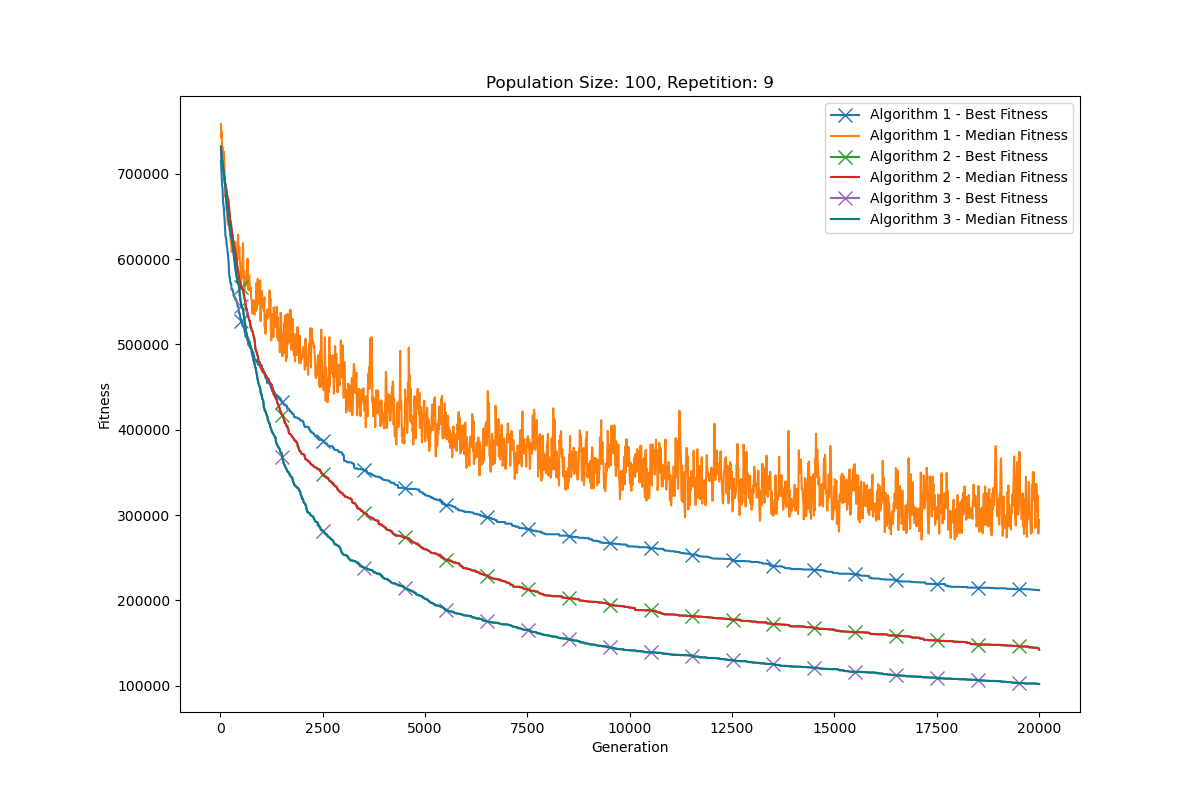 Population Size: 100, Repetition: 9
Algorithm 1 - Best Fitness
Algorithm 1 - Median Fitness
Algorithm 2 - Best Fitness
Algorithm 2 - Median Fitness
Algorithm 3 - Best Fitness
Algorithm 3 - Median Fitness
700000
600000
500000
400000
300000
200000
100000
Fitness
0 2500 5000 7500 10000 12500 15000 17500 20000
Generation